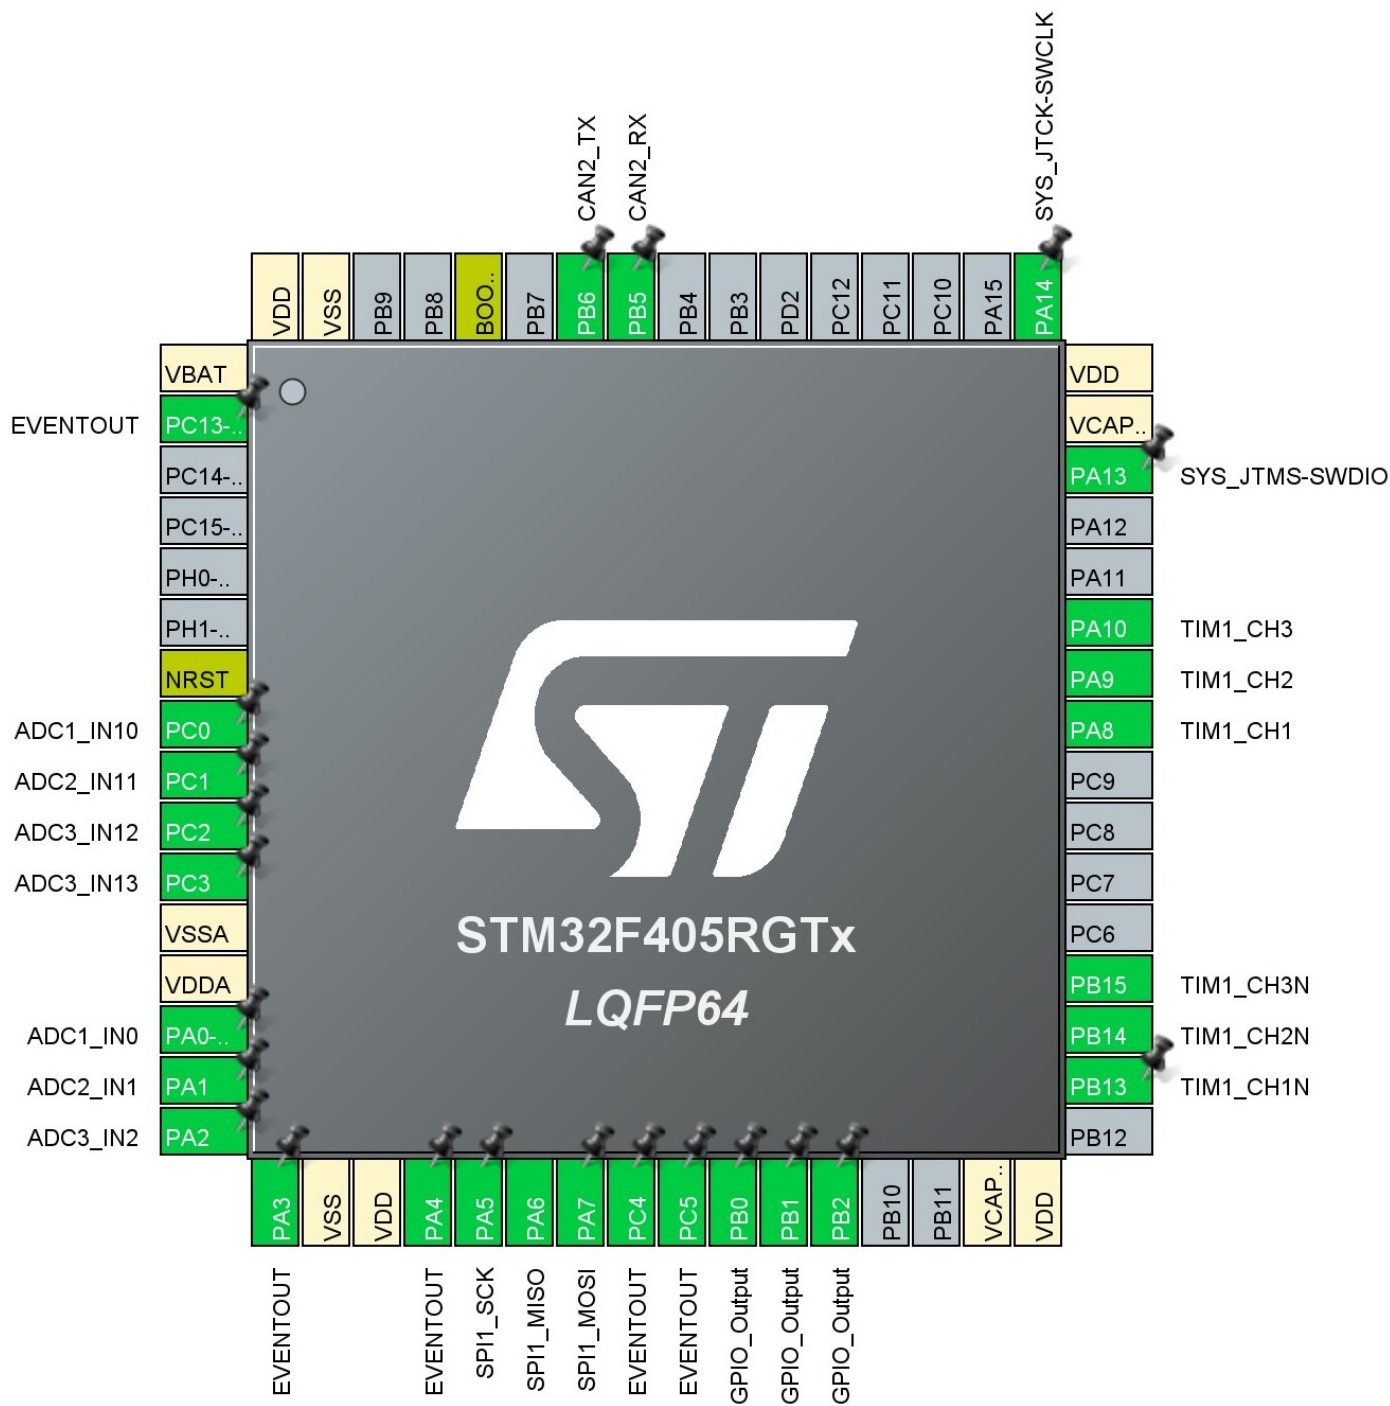 SYS_JTCK-SWCLK
CAN2_TX
CAN2_RX
VDD
VSS
PB9
PB8
BOO..
PB7
PB6
PB5
PB4
PB3
PD2
PC12
PC11
PC10
PA15
PA14
VBAT
EVENTOUT PC13-..
PC14-..
PC15-..
PH0-..
PH1-..
NRST
ADC1_IN10 PC0
ADC2_IN11 PC1
ADC3_IN12 PC2
ADC3_IN13 PC3
VSSA
VDDA
ADC1_IN0 PA0-..
ADC2_IN1 PA1
ADC3_IN2 PA2
VDD
VCAP..
PA13 SYS_JTMS-SWDIO
PA12
PA11
PA10 TIM1_CH3
PA9 TIM1_CH2
PA8 TIM1_CH1
PC9
PC8
PC7
PC6
PB15 TIM1_CH3N
PB14 TIM1_CH2N
PB13 TIM1_CH1N
PB12
ST
STM32F405RGTx
LQFP64
PA3
VSS
VDD
PA4
PA5
PA6
PA7
PC4
PC5
PB0
PB1
PB2
PB10
PB11
VCAP..
VDD
EVENTOUT
EVENTOUT
SPI1_SCK
SPI1_MISO
SPI1_MOSI
EVENTOUT
EVENTOUT
GPIO_Output
GPIO_Output
GPIO_Output